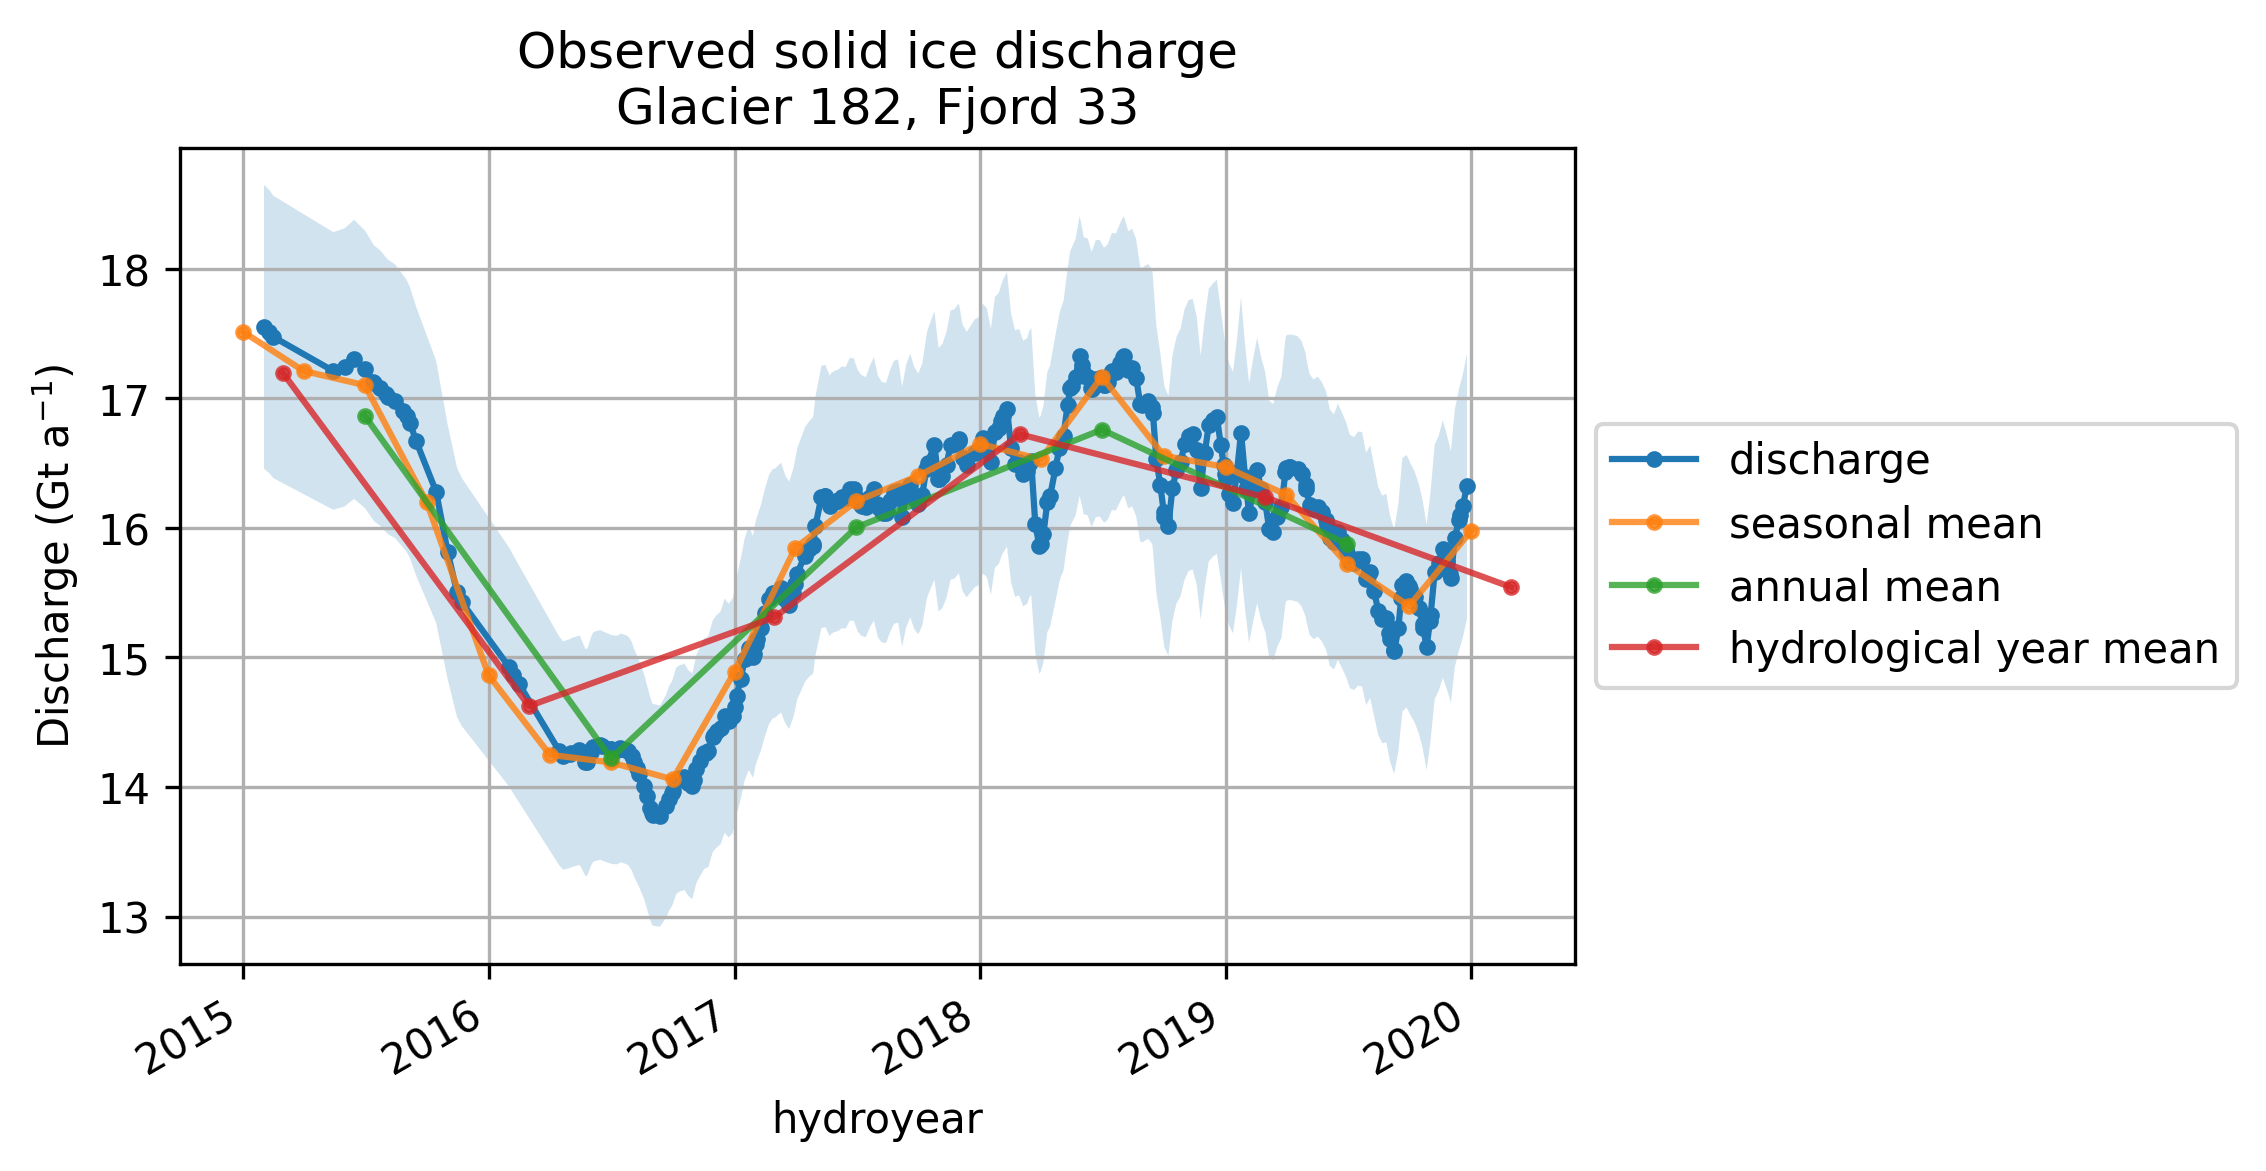 Observed solid ice discharge
Glacier 182, Fjord 33
Discharge (Gt a⁻¹)
18
17
16
15
14
13
2015
2016
2017
2018
2019
2020
hydroyear
discharge
seasonal mean
annual mean
hydrological year mean